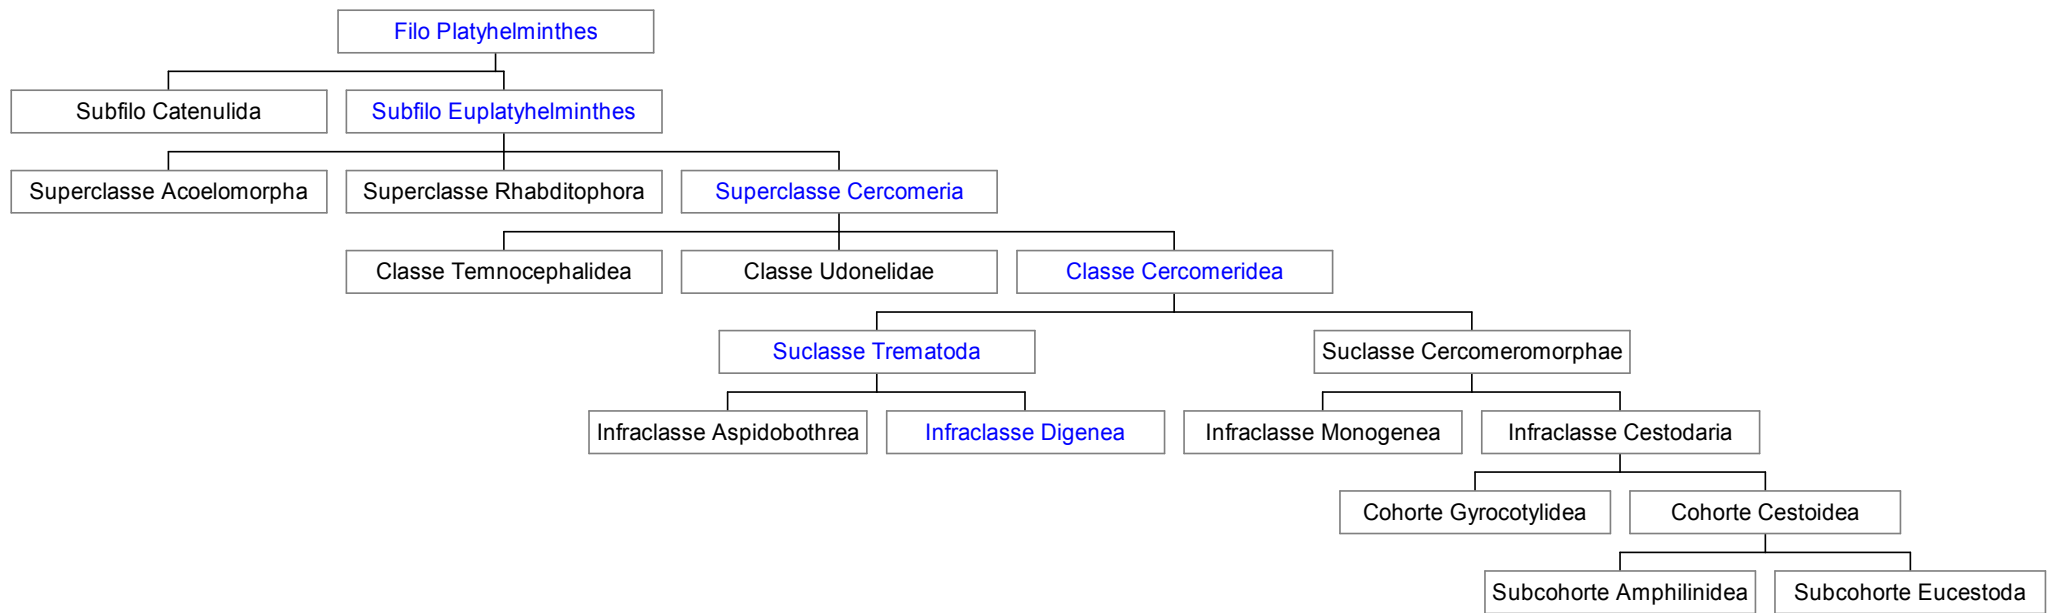 Filo Platyhelminthes
Subfilo Catenulida
Subfilo Euplatyhelminthes
Superclasse Acoelomorpha
Superclasse Rhabditophora
Superclasse Cercomeria
Classe Temnocephalidea
Classe Udonelidae
Classe Cercomeridea
Suclasse Trematoda
Suclasse Cercomeromorphae
Infraclasse Aspidobothrea
Infraclasse Digenea
Infraclasse Monogenea
Infraclasse Cestodaria
Cohorte Gyrocotylidea
Cohorte Cestoidea
Subcohorte Amphilinidea
Subcohorte Eucestoda